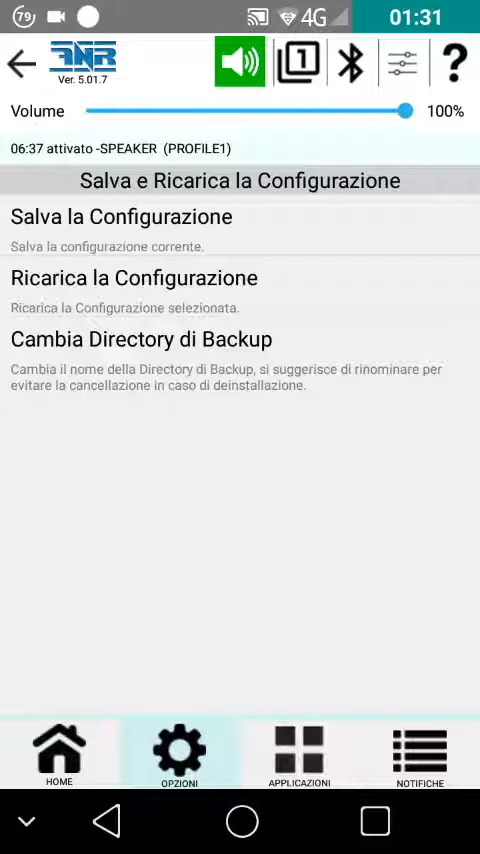 79
4G
01:31
FNR
Ver. 5.01.7
1
?
Volume
100%
06:37 attivato -SPEAKER (PROFILE1)
Salva e Ricarica la Configurazione
Salva la Configurazione
Salva la configurazione corrente.
Ricarica la Configurazione
Ricarica la Configurazione selezionata.
Cambia Directory di Backup
Cambia il nome della Directory di Backup, si suggerisce di rinominare per
evitare la cancellazione in caso di deinstallazione.
HOME
OPZIONI
APPLICAZIONI
NOTIFICHE